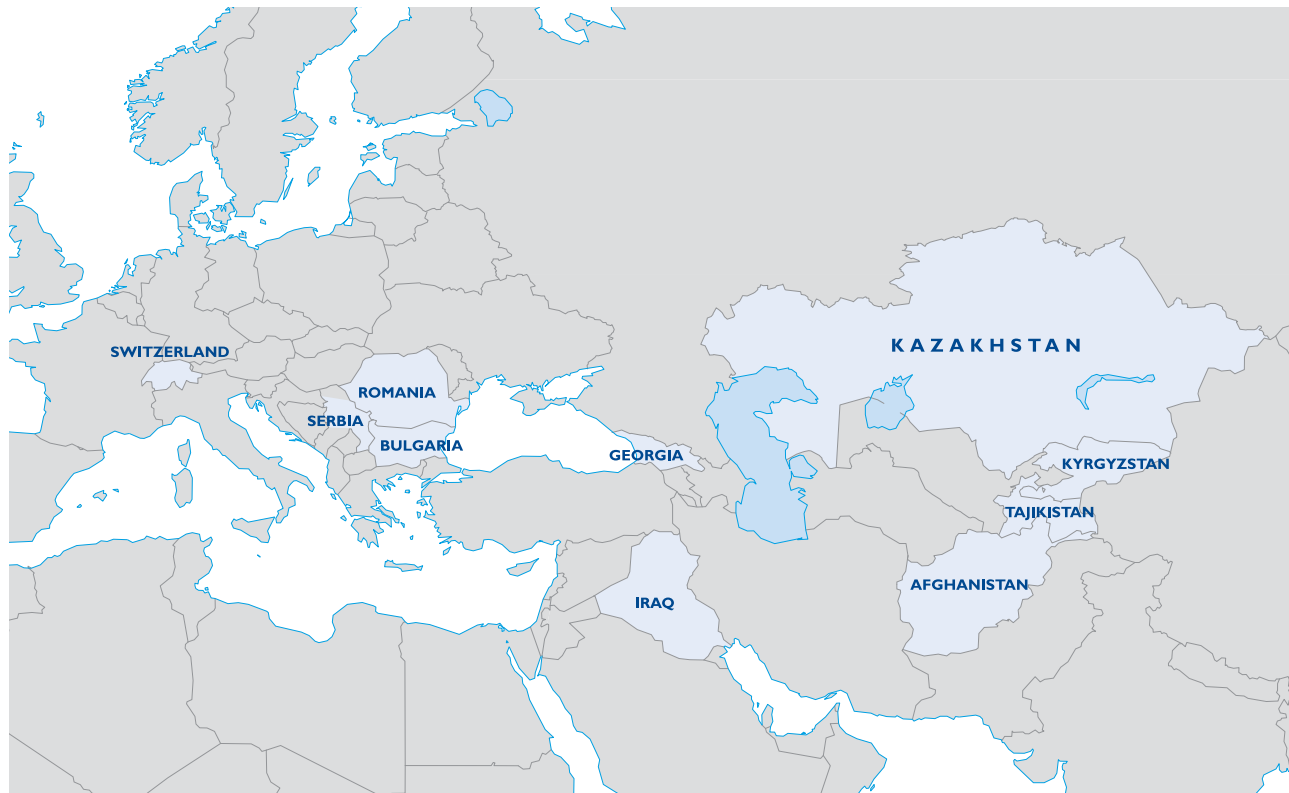 SWITZERLAND
KAZAKHSTAN
ROMANIA
SERBIA
BULGARIA
GEORGIA
KYRGYZSTAN
TAJIKISTAN
AFGHANISTAN
IRAQ